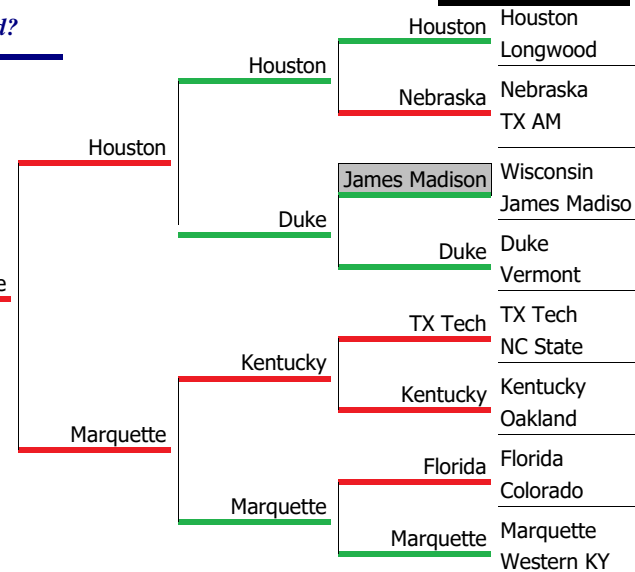 d?
Houston
Houston
Houston
Longwood
Houston
Nebraska
Nebraska
TX AM
Houston
James Madison
Wisconsin
James Madiso
Duke
Duke
Duke
Vermont
e
TX Tech
TX Tech
NC State
Kentucky
Kentucky
Kentucky
Oakland
Marquette
Florida
Florida
Colorado
Marquette
Marquette
Marquette
Western KY